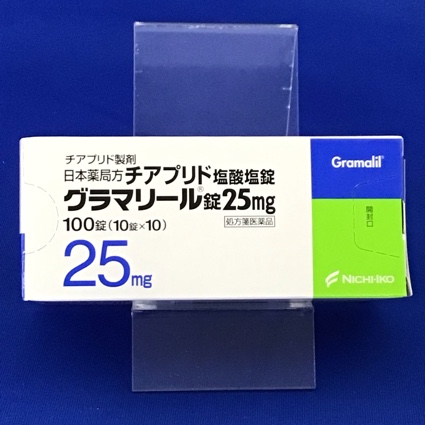 チアプリド製剤
日本薬局方 チアプリド塩酸塩錠
グラマリール®錠25mg
100錠(10錠×10)
処方箋医薬品
25mg
Gramalil®
開封口
NICHI-IKO